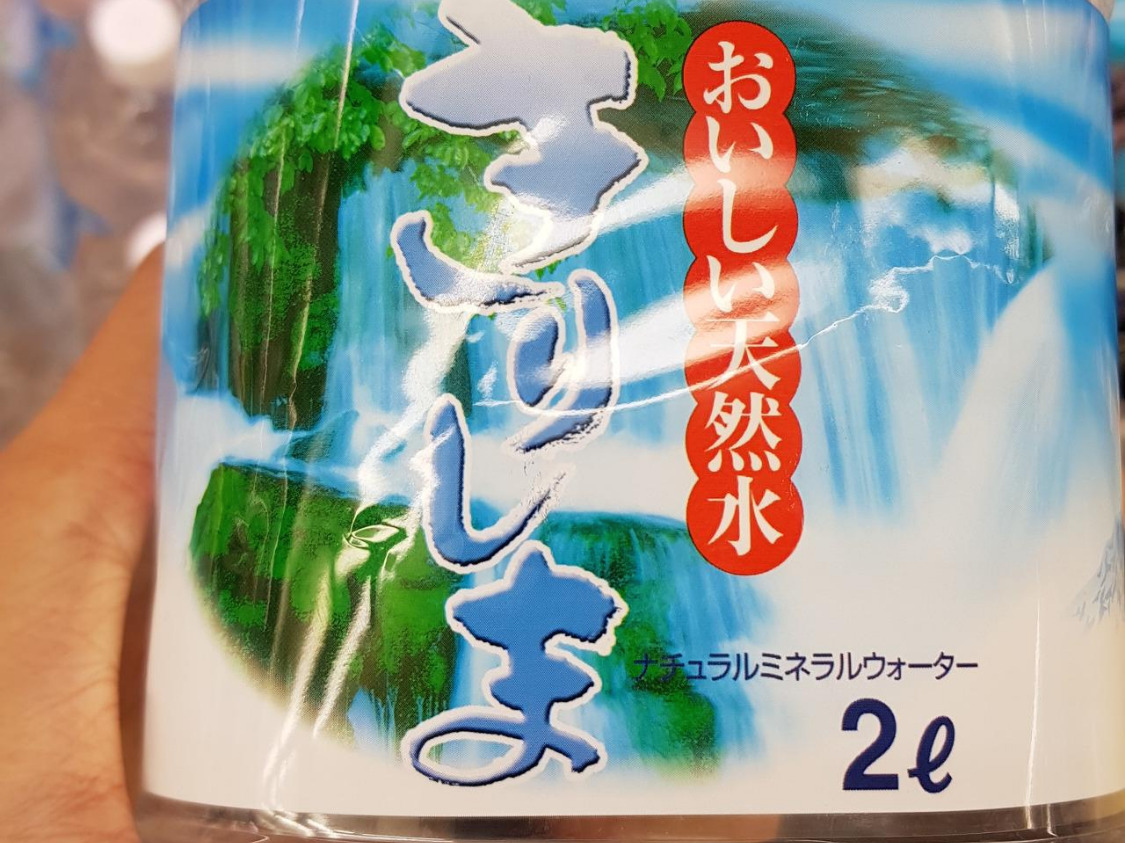 おいしい天然水
きりしま
ナチュラルミネラルウォーター
2ℓ